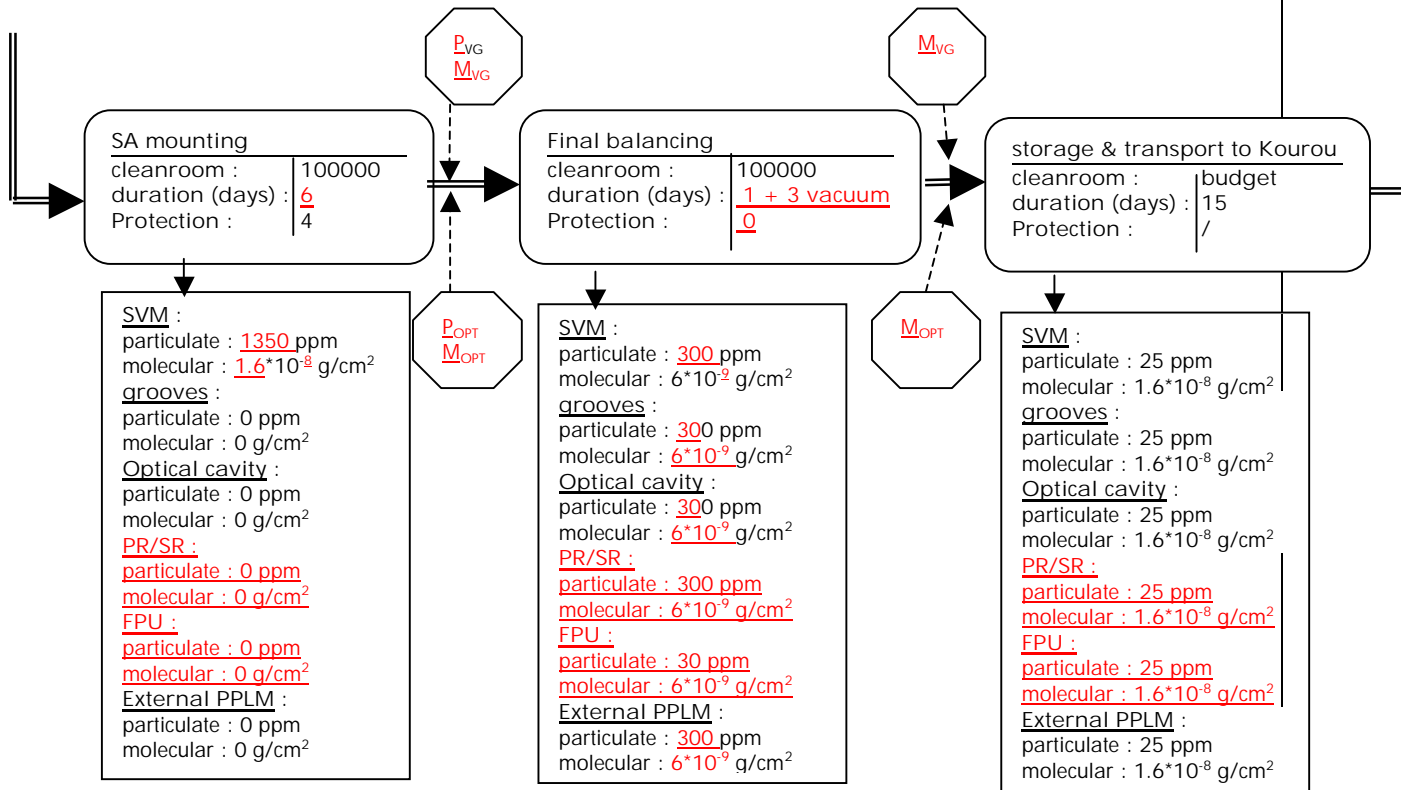 P_VG
M_VG
M_VG
SA mounting
cleanroom : 100000
duration (days) : 6
Protection : 4
Final balancing
cleanroom : 100000
duration (days) : 1 + 3 vacuum
Protection : 0
storage & transport to Kourou
cleanroom : budget
duration (days) : 15
Protection : /
SVM :
particulate : 1350 ppm
molecular : 1.6*10⁻⁸ g/cm²
grooves :
particulate : 0 ppm
molecular : 0 g/cm²
Optical cavity :
particulate : 0 ppm
molecular : 0 g/cm²
PR/SR :
particulate : 0 ppm
molecular : 0 g/cm²
FPU :
particulate : 0 ppm
molecular : 0 g/cm²
External PPLM :
particulate : 0 ppm
molecular : 0 g/cm²
P_OPT
M_OPT
SVM :
particulate : 300 ppm
molecular : 6*10⁻⁹ g/cm²
grooves :
particulate : 300 ppm
molecular : 6*10⁻⁹ g/cm²
Optical cavity :
particulate : 300 ppm
molecular : 6*10⁻⁹ g/cm²
PR/SR :
particulate : 300 ppm
molecular : 6*10⁻⁹ g/cm²
FPU :
particulate : 30 ppm
molecular : 6*10⁻⁹ g/cm²
External PPLM :
particulate : 300 ppm
molecular : 6*10⁻⁹ g/cm²
M_OPT
SVM :
particulate : 25 ppm
molecular : 1.6*10⁻⁸ g/cm²
grooves :
particulate : 25 ppm
molecular : 1.6*10⁻⁸ g/cm²
Optical cavity :
particulate : 25 ppm
molecular : 1.6*10⁻⁸ g/cm²
PR/SR :
particulate : 25 ppm
molecular : 1.6*10⁻⁸ g/cm²
FPU :
particulate : 25 ppm
molecular : 1.6*10⁻⁸ g/cm²
External PPLM :
particulate : 25 ppm
molecular : 1.6*10⁻⁸ g/cm²